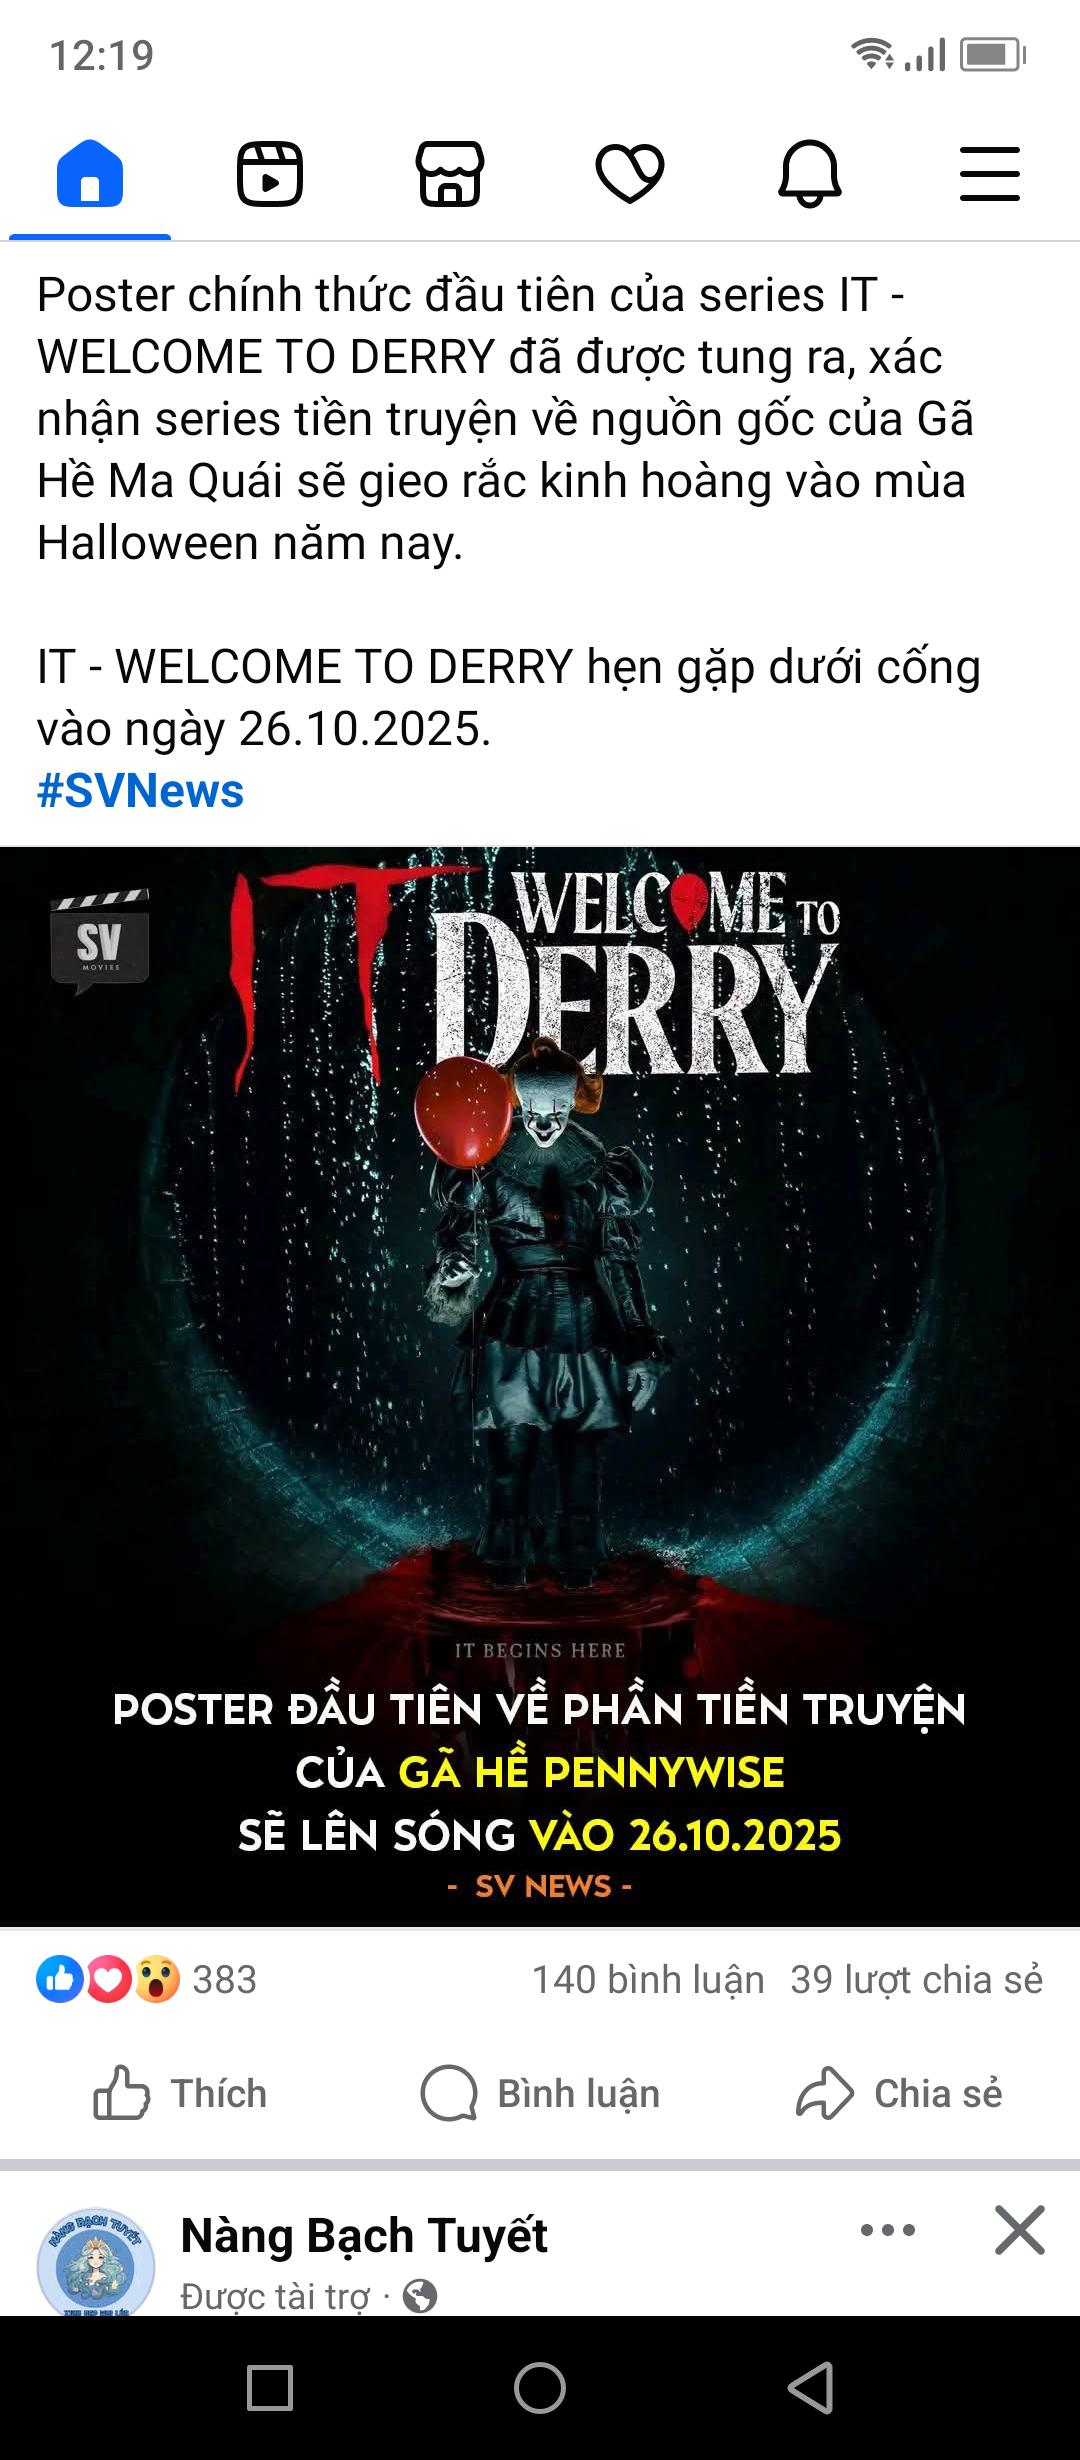 12:19
Poster chính thức đầu tiên của series IT -
WELCOME TO DERRY đã được tung ra, xác
nhận series tiền truyện về nguồn gốc của Gã
Hề Ma Quái sẽ gieo rắc kinh hoàng vào mùa
Halloween năm nay.
IT - WELCOME TO DERRY hẹn gặp dưới cống
vào ngày 26.10.2025.
#SVNews
SV
MOVIES
IT WELCOME TO
DERRY
IT BEGINS HERE
POSTER ĐẦU TIÊN VỀ PHẦN TIỀN TRUYỆN
CỦA GÃ HỀ PENNYWISE
SẼ LÊN SÓNG VÀO 26.10.2025
- SV NEWS -
383 140 bình luận 39 lượt chia sẻ
Thích Bình luận Chia sẻ
NÀNG BẠCH TUYẾT
Nàng Bạch Tuyết
Được tài trợ ·